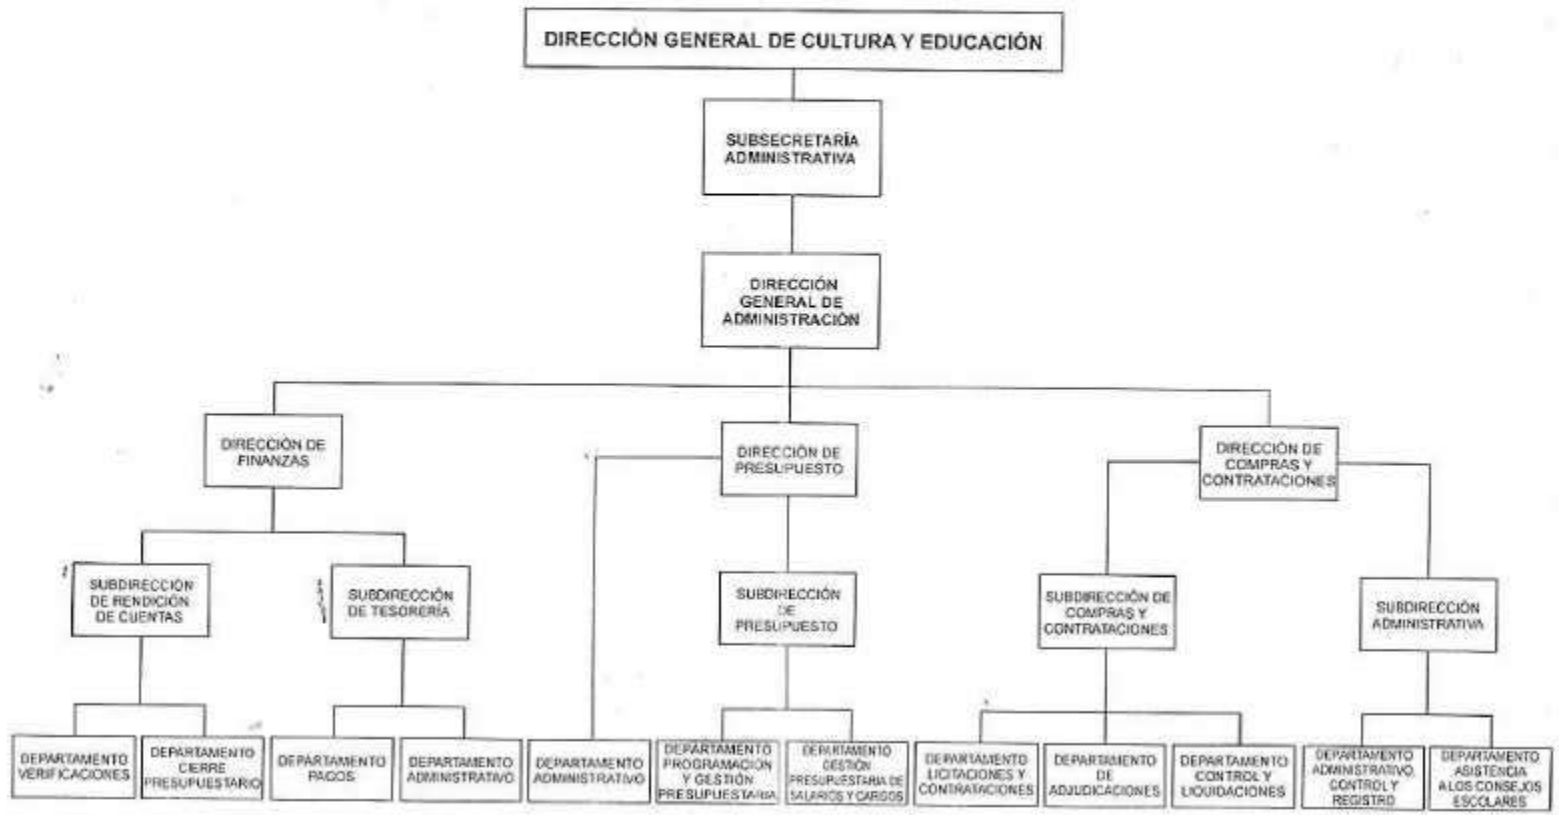 DIRECCIÓN GENERAL DE CULTURA Y EDUCACIÓN
SUBSECRETARÍA
ADMINISTRATIVA
DIRECCIÓN
GENERAL DE
ADMINISTRACIÓN
DIRECCIÓN DE
FINANZAS
DIRECCIÓN DE
PRESUPUESTO
DIRECCIÓN DE
COMPRAS Y
CONTRATACIONES
SUBDIRECCIÓN
DE RENDICIÓN
DE CUENTAS
SUBDIRECCIÓN
DE TESORERÍA
SUBDIRECCIÓN
DE
PRESUPUESTO
SUBDIRECCIÓN DE
COMPRAS Y
CONTRATACIONES
SUBDIRECCIÓN
ADMINISTRATIVA
DEPARTAMENTO
VERIFICACIONES
DEPARTAMENTO
CIERRE
PRESUPUESTARIO
DEPARTAMENTO
PAGOS
DEPARTAMENTO
ADMINISTRATIVO
DEPARTAMENTO
ADMINISTRATIVO
DEPARTAMENTO
PROGRAMACIÓN
Y GESTIÓN
PRESUPUESTARIA
DEPARTAMENTO
GESTIÓN
PRESUPUESTARIA DE
SALARIOS Y CARGOS
DEPARTAMENTO
LICITACIONES Y
CONTRATACIONES
DEPARTAMENTO
DE
ADJUDICACIONES
DEPARTAMENTO
CONTROL Y
LIQUIDACIONES
DEPARTAMENTO
ADMINISTRATIVO,
CONTROL Y
REGISTRO
DEPARTAMENTO
ASISTENCIA
A LOS CONSEJOS
ESCOLARES